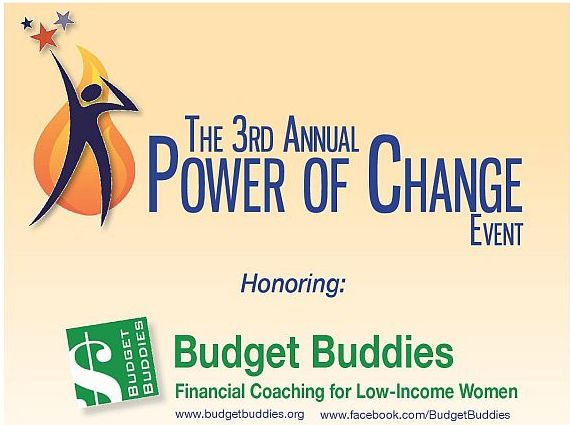 The 3rd Annual
Power of Change
Event
Honoring:
$ Budget Buddies
Budget Buddies
Financial Coaching for Low-Income Women
www.budgetbuddies.org www.facebook.com/BudgetBuddies